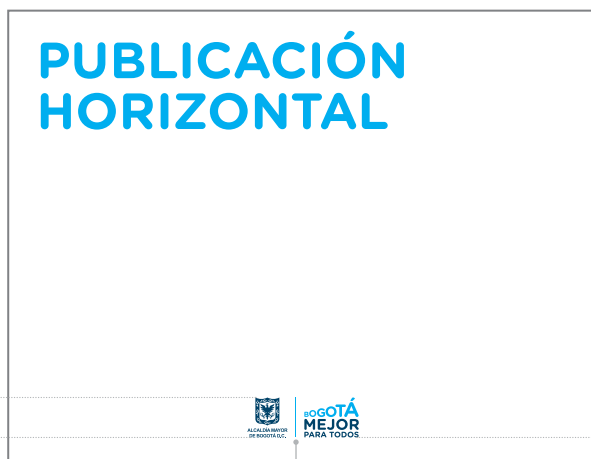 PUBLICACIÓN
HORIZONTAL
ALCALDÍA MAYOR
DE BOGOTÁ D.C.
BOGOTÁ
MEJOR
PARA TODOS